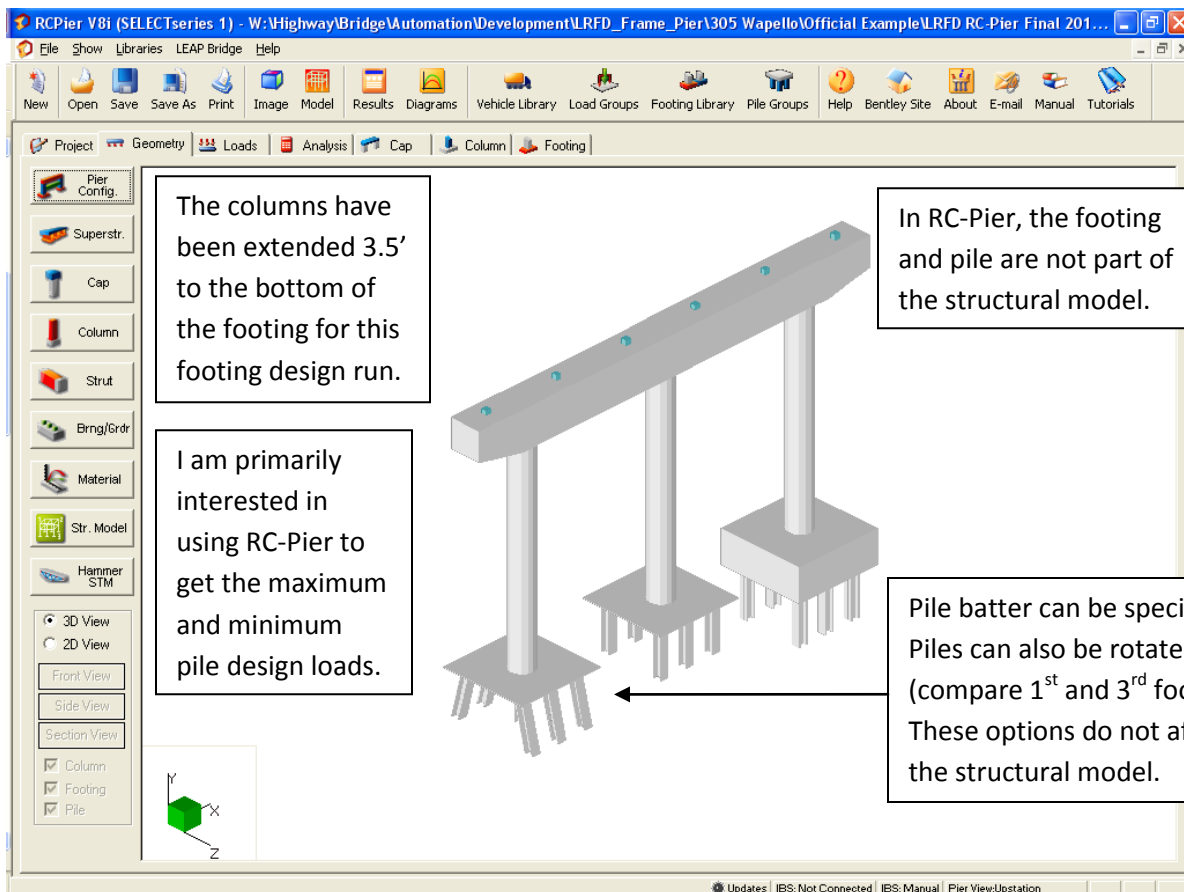 RCPier V8i (SELECTseries 1) - W:\Highway\Bridge\Automation\Development\LRFD_Frame_Pier\305 Wapello\Official Example\LRFD RC-Pier Final 201...
File Show Libraries LEAP Bridge Help
New Open Save Save As Print Image Model Results Diagrams Vehicle Library Load Groups Footing Library Pile Groups Help Bentley Site About E-mail Manual Tutorials
Project Geometry Loads Analysis Cap Column Footing
Pier
Config.
Superstr.
Cap
Column
Strut
Brng/Grdr
Material
Str. Model
Hammer
STM
3D View
2D View
Front View
Side View
Section View
Column
Footing
Pile
The columns have
been extended 3.5’
to the bottom of
the footing for this
footing design run.
I am primarily
interested in
using RC-Pier to
get the maximum
and minimum
pile design loads.
In RC-Pier, the footing
and pile are not part of
the structural model.
Pile batter can be speci
Piles can also be rotate
(compare 1st and 3rd foo
These options do not af
the structural model.
Y
X
Z
Updates IBS: Not Connected IBS: Manual Pier View:Upstation